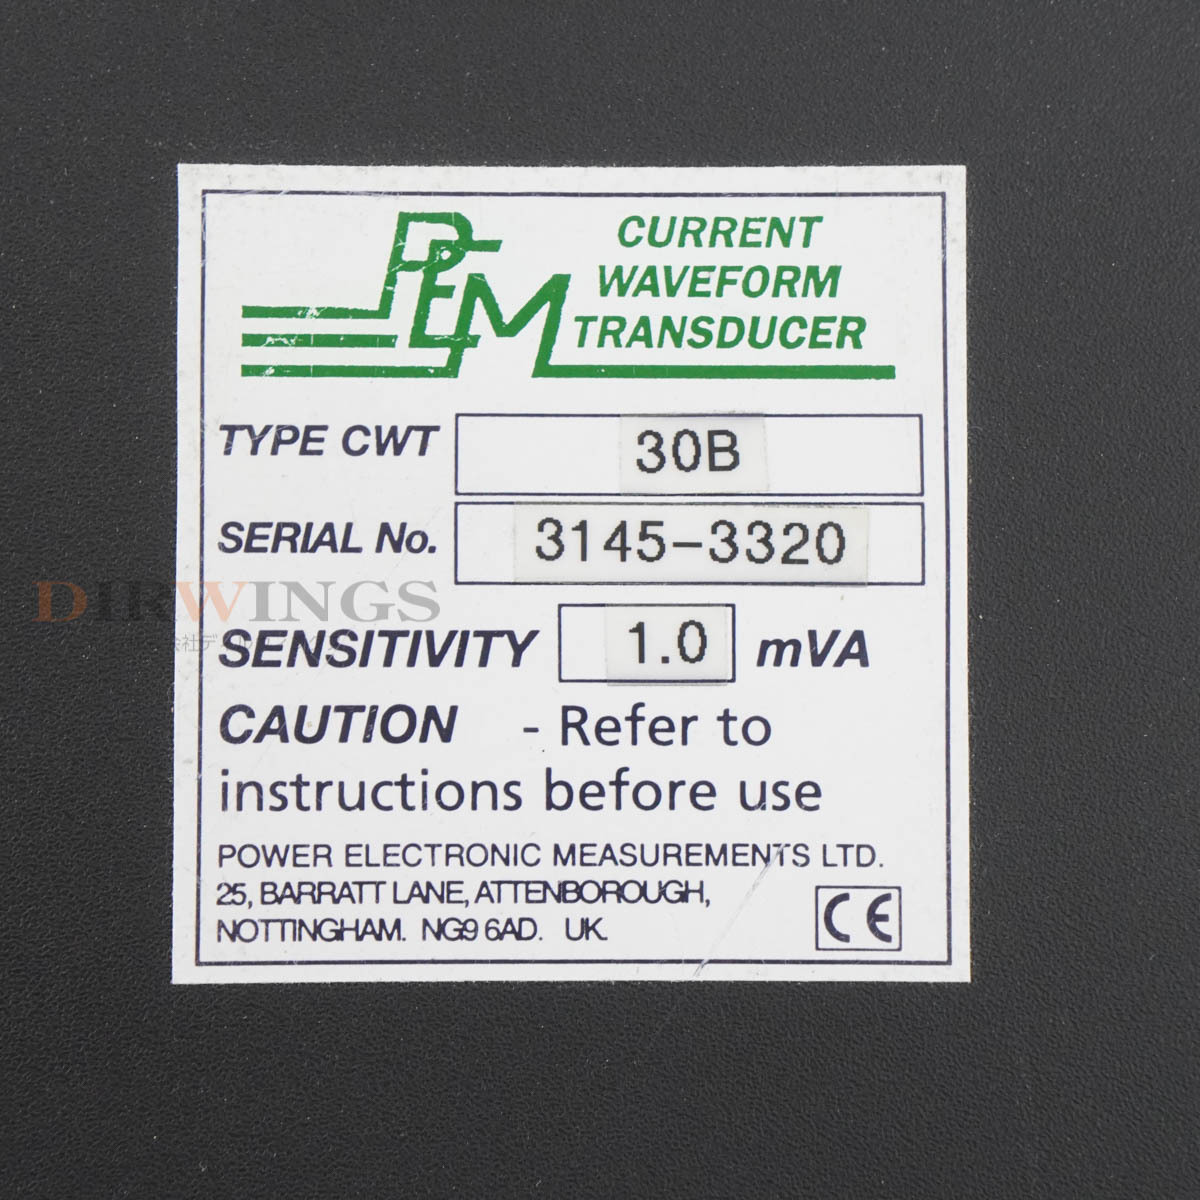 PEM
CURRENT
WAVEFORM
TRANSDUCER
TYPE CWT 30B
SERIAL No. 3145-3320
DIRWINGS
SENSITIVITY 1.0 mVA
CAUTION - Refer to
instructions before use
POWER ELECTRONIC MEASUREMENTS LTD.
25, BARRATT LANE, ATTENBOROUGH,
NOTTINGHAM. NG9 6AD. UK.
CE